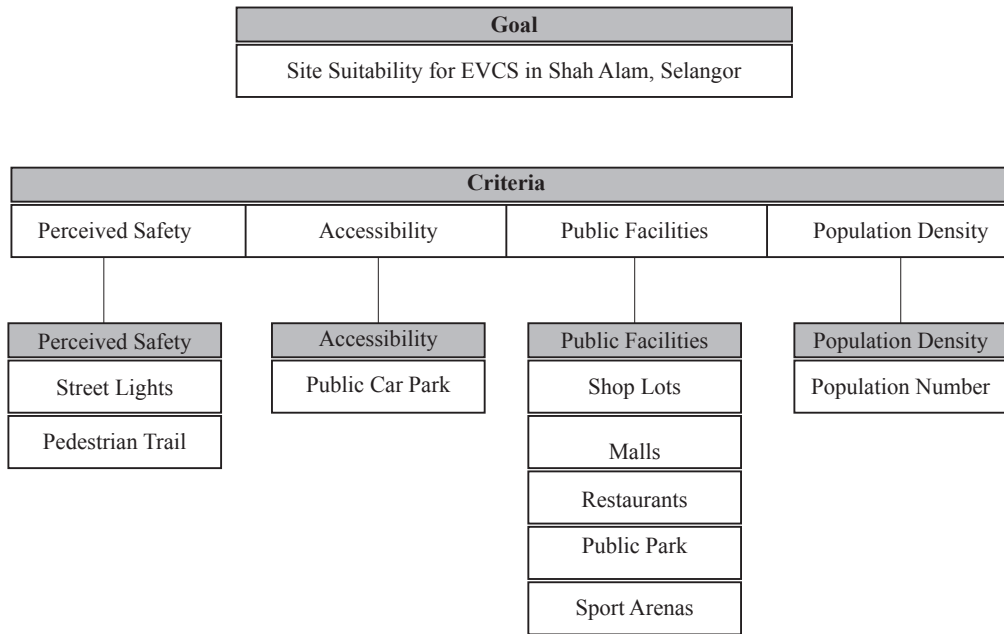 Goal
Site Suitability for EVCS in Shah Alam, Selangor
Criteria
Perceived Safety
Accessibility
Public Facilities
Population Density
Perceived Safety
Street Lights
Pedestrian Trail
Accessibility
Public Car Park
Public Facilities
Shop Lots
Malls
Restaurants
Public Park
Sport Arenas
Population Density
Population Number